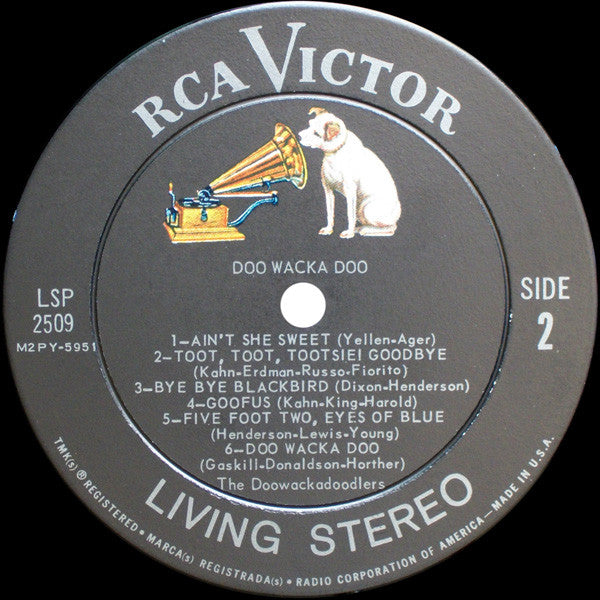 RCA VICTOR
DOO WACKA DOO
LSP
2509
M2PY-5951
SIDE
2
1-AIN'T SHE SWEET (Yellen-Ager)
2-TOOT, TOOT, TOOTSIE! GOODBYE
(Kahn-Erdman-Russo-Fiorito)
3-BYE BYE BLACKBIRD (Dixon-Henderson)
4-GOOFUS (Kahn-King-Harold)
5-FIVE FOOT TWO, EYES OF BLUE
(Henderson-Lewis-Young)
6-DOO WACKA DOO
(Gaskill-Donaldson-Horther)
The Doowackadoodlers
LIVING STEREO
TMK(s) ® REGISTERED • MARCA(s) REGISTRADA(s) • RADIO CORPORATION OF AMERICA—MADE IN U.S.A.